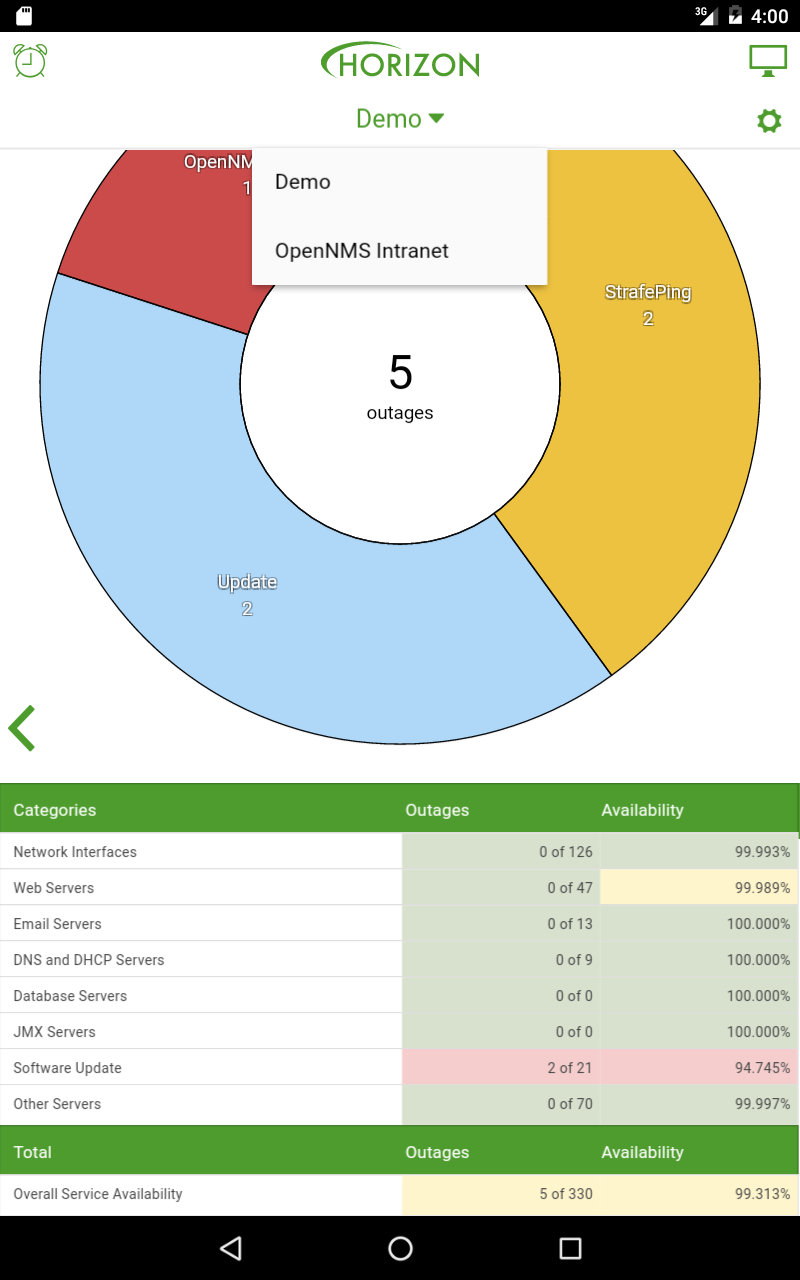 3G 4:00
HORIZON
Demo
Demo
OpenNMS Intranet
OpenNM
1
StrafePing
2
5
outages
Update
2
Categories Outages Availability
Network Interfaces 0 of 126 99.993%
Web Servers 0 of 47 99.989%
Email Servers 0 of 13 100.000%
DNS and DHCP Servers 0 of 9 100.000%
Database Servers 0 of 0 100.000%
JMX Servers 0 of 0 100.000%
Software Update 2 of 21 94.745%
Other Servers 0 of 70 99.997%
Total Outages Availability
Overall Service Availability 5 of 330 99.313%